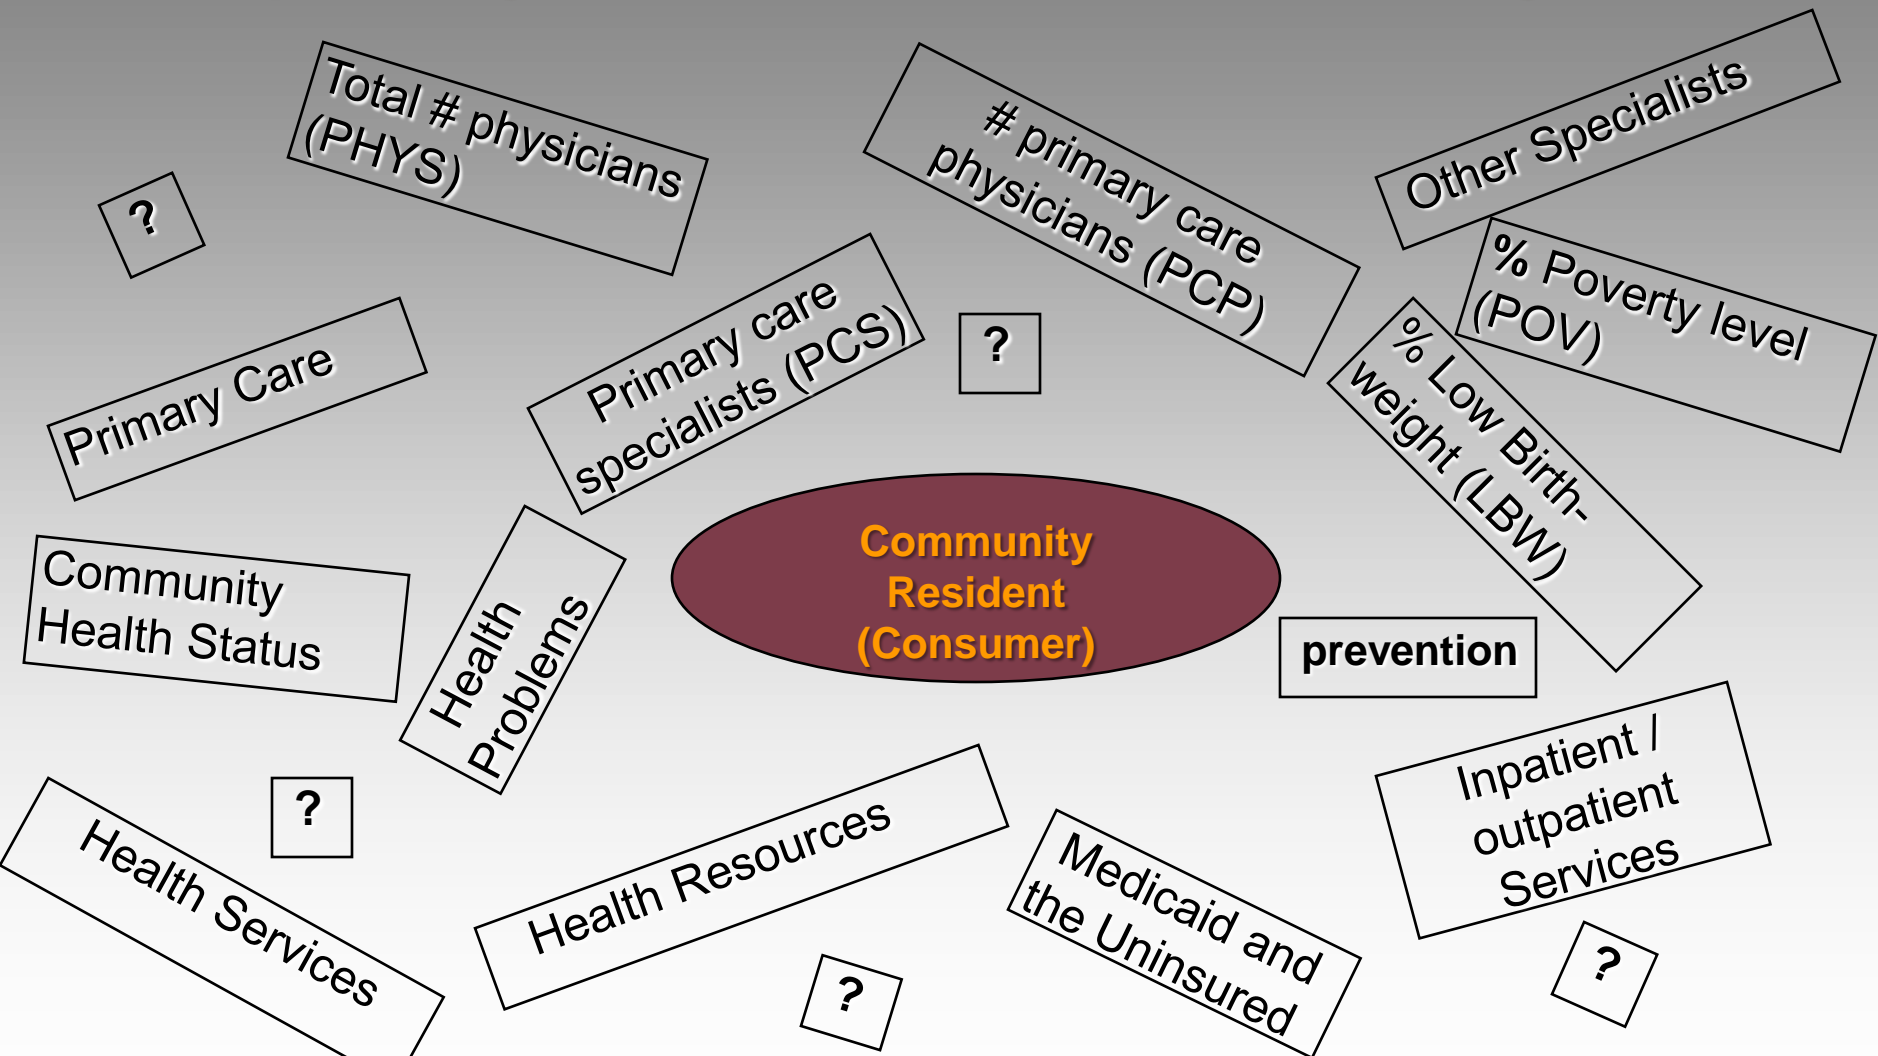 Total # physicians
(PHYS)
# primary care
physicians (PCP)
Other Specialists
?
% Poverty level
(POV)
Primary care
specialists (PCS)
?
Primary Care
% Low Birth-
weight (LBW)
Community
Resident
(Consumer)
Community
Health Status
Health
Problems
prevention
Inpatient /
outpatient
Services
?
Health Services
Health Resources
Medicaid and
the Uninsured
?
?